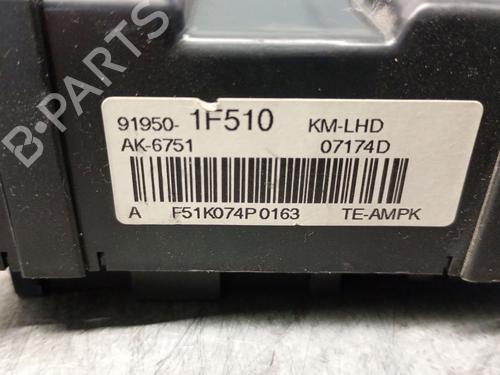 91950- 1F510 KM-LHD
AK-6751 07174D
A F51K074P0163 TE-AMPK
B-PARTS